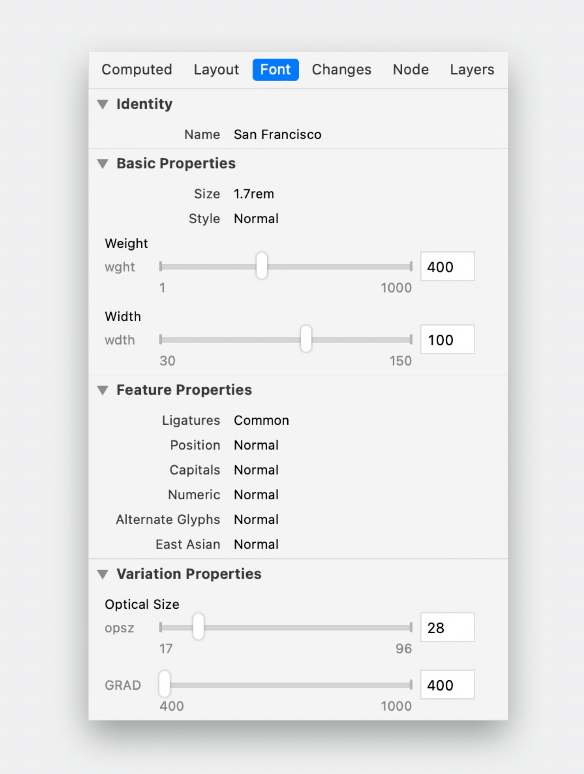 Computed Layout Font Changes Node Layers
Identity
Name San Francisco
Basic Properties
Size 1.7rem
Style Normal
Weight
wght 400
1 1000
Width
wdth 100
30 150
Feature Properties
Ligatures Common
Position Normal
Capitals Normal
Numeric Normal
Alternate Glyphs Normal
East Asian Normal
Variation Properties
Optical Size
opsz 28
17 96
GRAD 400
400 1000